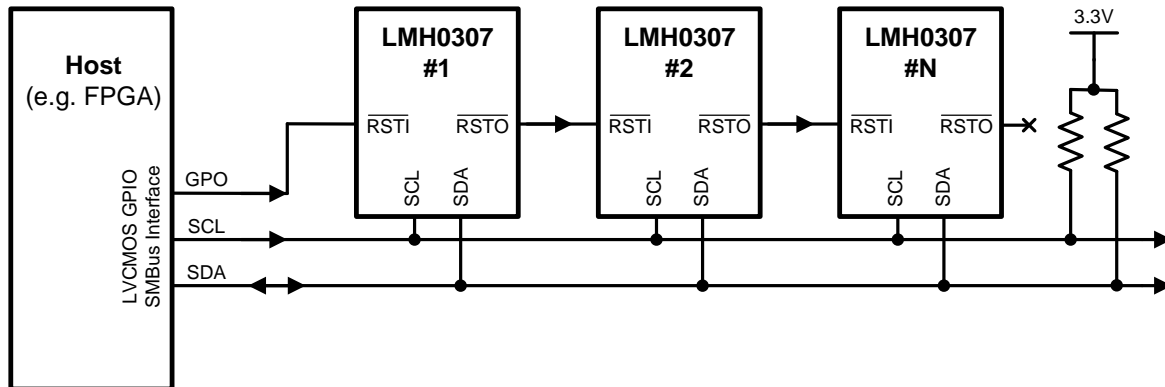 Host
(e.g. FPGA)
LVCMOS GPIO
SMBus Interface
GPO
SCL
SDA
LMH0307
#1
RSTI
RSTO
SCL
SDA
LMH0307
#2
RSTI
RSTO
SCL
SDA
LMH0307
#N
RSTI
RSTO
SCL
SDA
3.3V